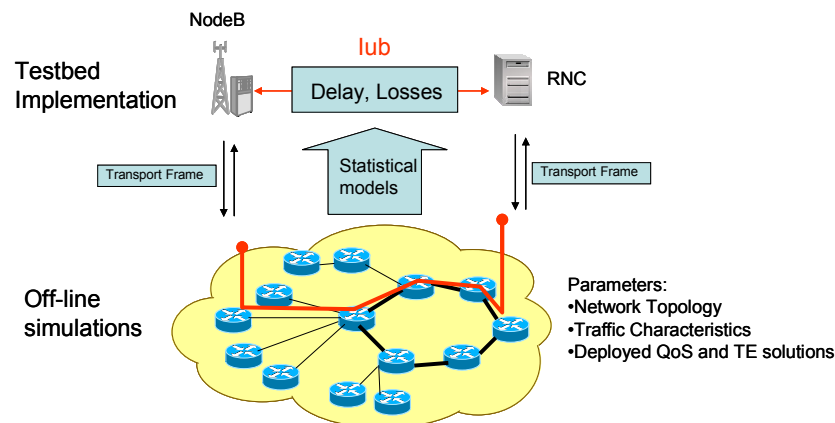 NodeB
Iub
Testbed
Implementation
Delay, Losses
RNC
Transport Frame
Statistical
models
Transport Frame
Off-line
simulations
Parameters:
•Network Topology
•Traffic Characteristics
•Deployed QoS and TE solutions